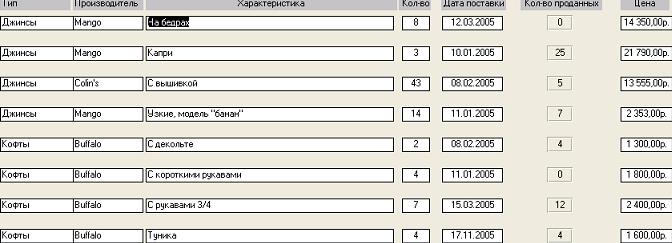 Тип Производитель Характеристика Кол-во Дата поставки Кол-во проданных Цена
Джинсы Mango На бедрах 8 12.03.2005 0 14 350,00р.
Джинсы Mango Капри 3 10.01.2005 25 21 790,00р.
Джинсы Colin's С вышивкой 43 08.02.2005 5 13 555,00р.
Джинсы Mango Узкие, модель "банан" 14 11.01.2005 7 2 353,00р.
Кофты Buffalo С декольте 2 08.02.2005 4 1 300,00р.
Кофты Buffalo С короткими рукавами 4 11.01.2005 0 1 800,00р.
Кофты Buffalo С рукавами 3/4 7 15.03.2005 12 2 400,00р.
Кофты Buffalo Туника 4 17.11.2005 4 1 600,00р.